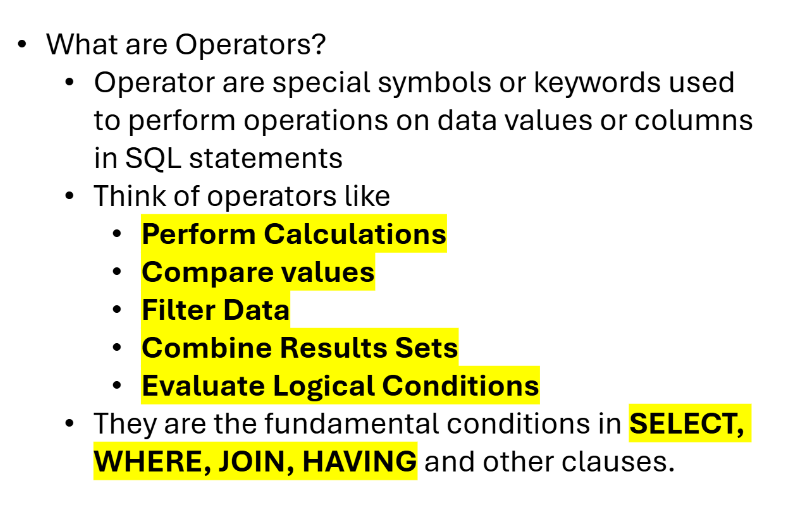 • What are Operators?
• Operator are special symbols or keywords used
to perform operations on data values or columns
in SQL statements
• Think of operators like
• Perform Calculations
• Compare values
• Filter Data
• Combine Results Sets
• Evaluate Logical Conditions
• They are the fundamental conditions in SELECT,
WHERE, JOIN, HAVING and other clauses.